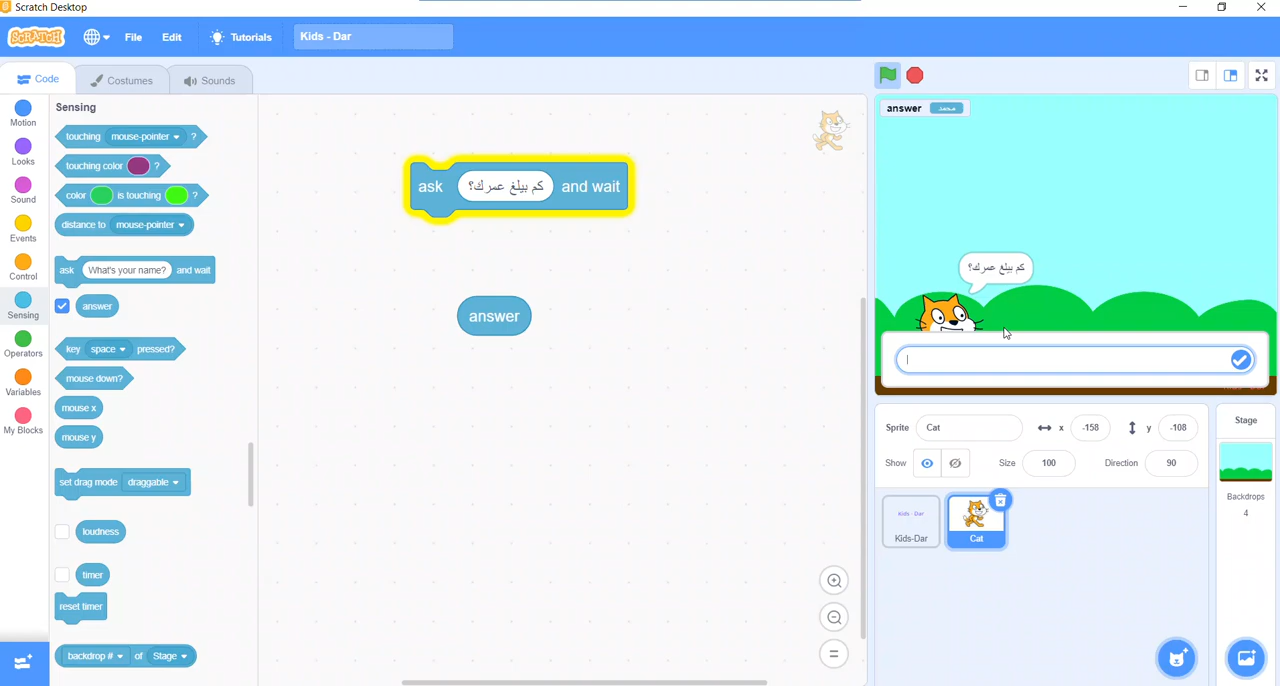 Scratch Desktop
SCRATCH File Edit Tutorials Kids - Dar
Code Costumes Sounds
Motion
Looks
Sound
Events
Control
Sensing
Operators
Variables
My Blocks
Sensing
touching mouse-pointer ?
touching color ?
color is touching ?
distance to mouse-pointer
ask What's your name? and wait
answer
key space pressed?
mouse down?
mouse x
mouse y
set drag mode draggable
loudness
timer
reset timer
backdrop # of Stage
ask كم بيلغ عمرك؟ and wait
answer
answer محمد
كم بيلغ عمرك؟
Sprite Cat x -158 y -108
Show Size 100 Direction 90
Kids - Dar
Kids-Dar
Cat
Stage
Backdrops
4